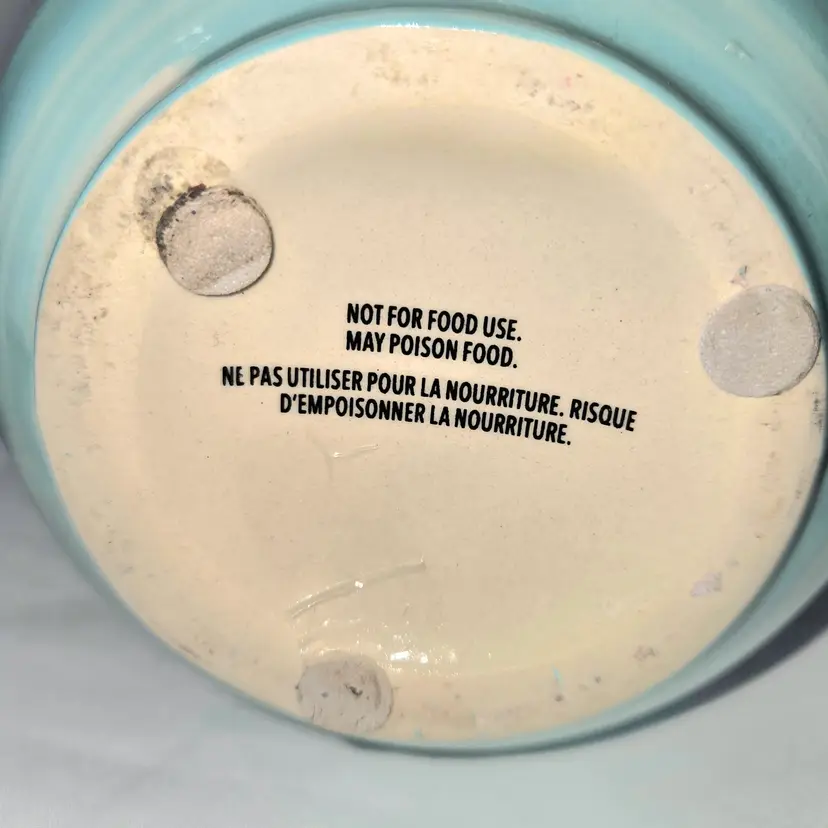 NOT FOR FOOD USE.
MAY POISON FOOD.
NE PAS UTILISER POUR LA NOURRITURE. RISQUE
D'EMPOISONNER LA NOURRITURE.